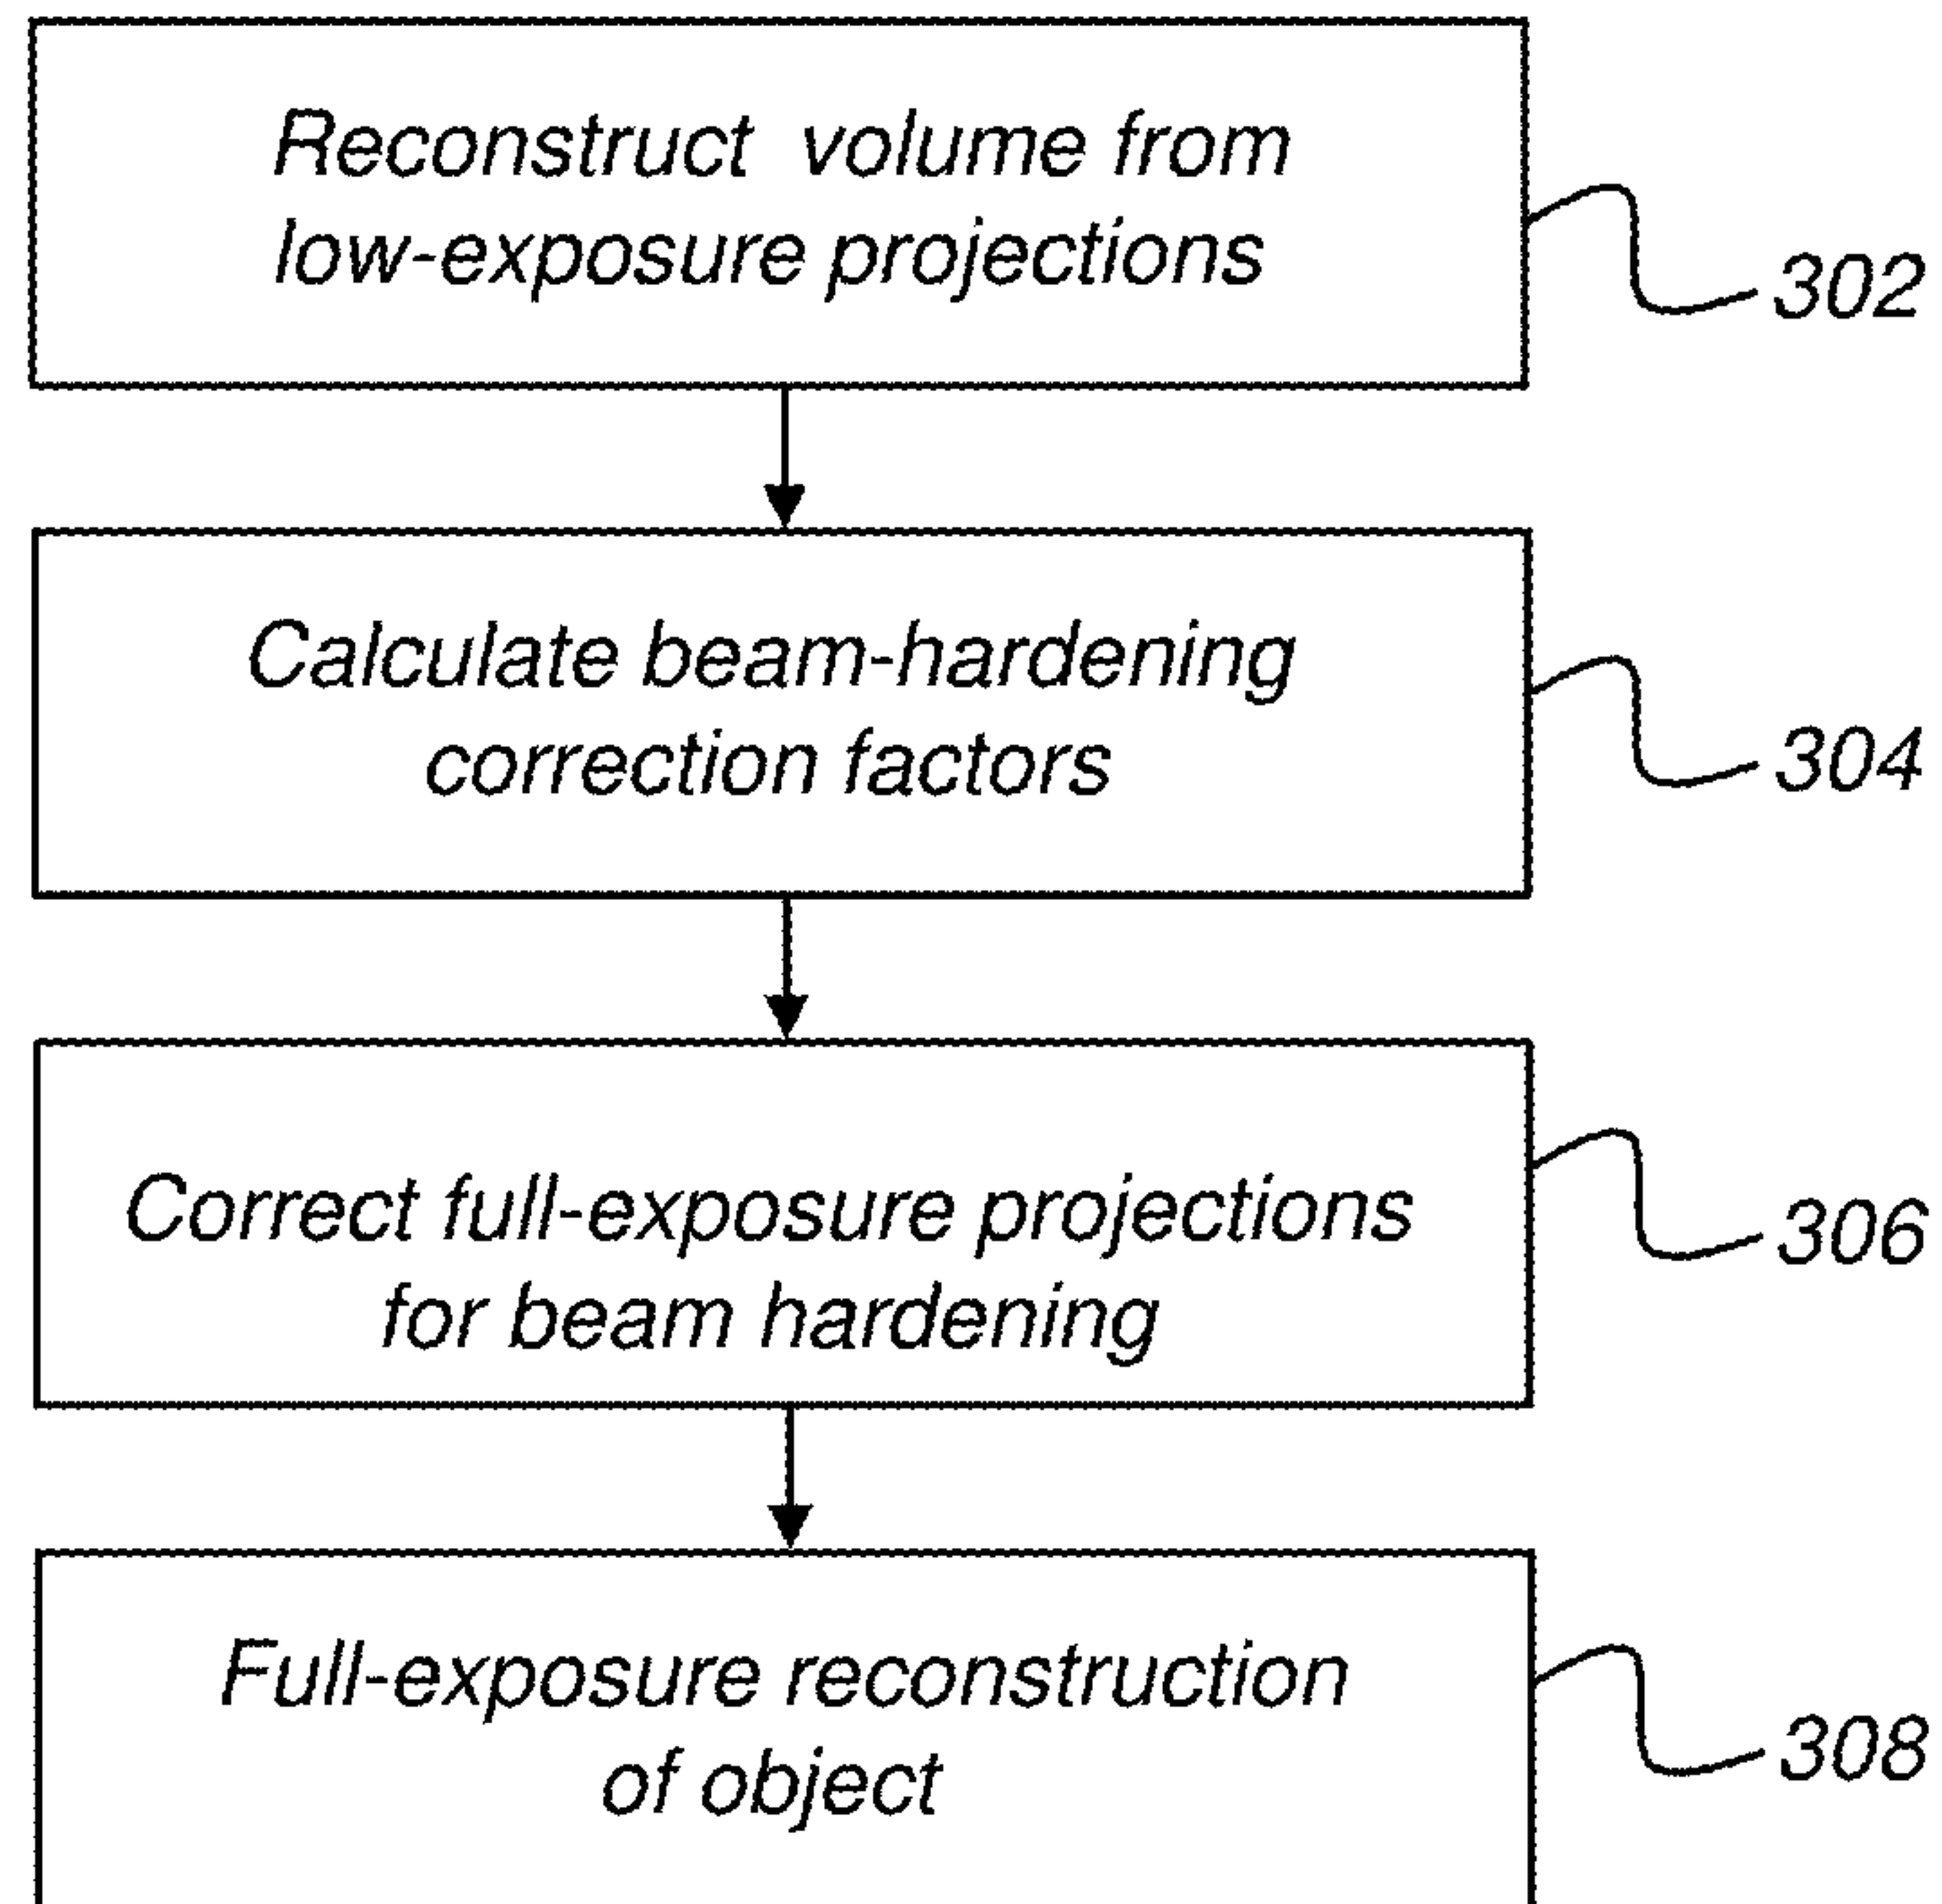 Reconstruct volume from
low-exposure projections
302
Calculate beam-hardening
correction factors
304
Correct full-exposure projections
for beam hardening
306
Full-exposure reconstruction
of object
308